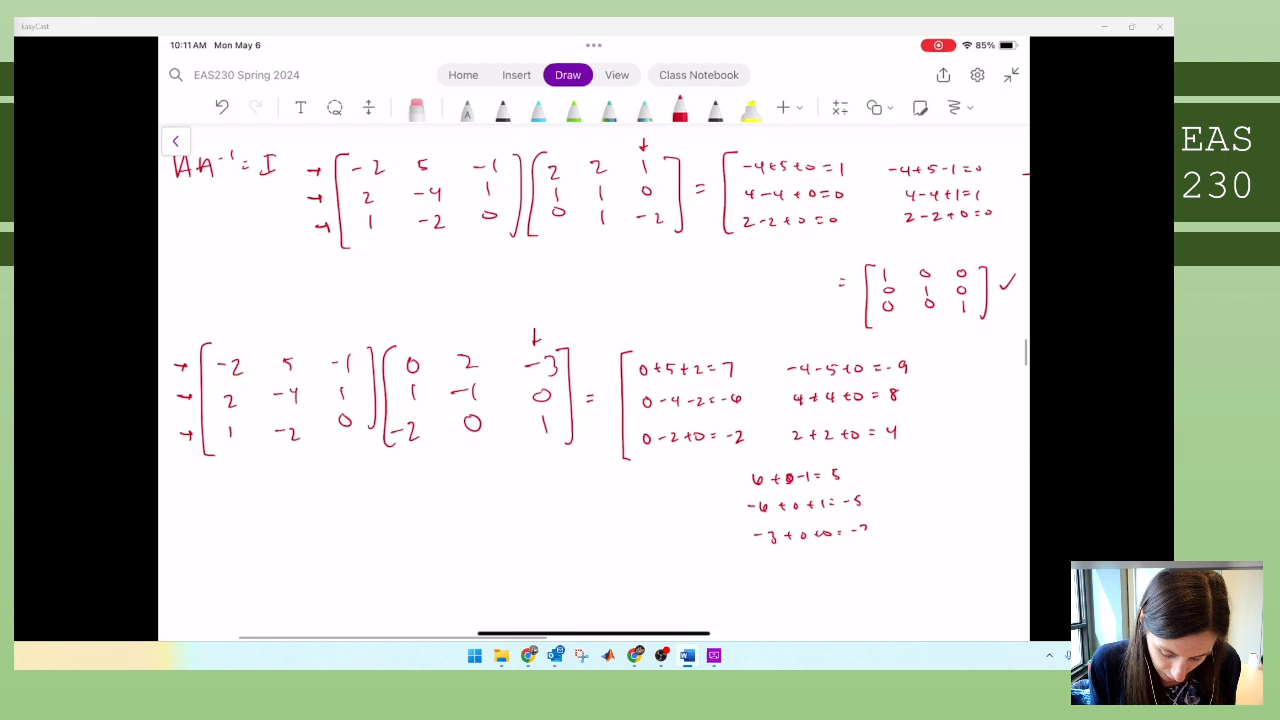 EasyCast
10:11 AM Mon May 6
85%
EAS230 Spring 2024
Home Insert Draw View Class Notebook
EAS
230
AA⁻¹ = I
-2 5 -1 2 2 1 = -4+5+0=1 -4+5-1=0
2 -4 1 1 1 0 4-4+0=0 4-4+1=1
1 -2 0 0 1 -2 2-2+0=0 2-2+0=0
= 1 0 0 ✓
0 1 0
0 0 1
-2 5 -1 0 2 -3 = 0+5+2=7 -4-5+0=-9
2 -4 1 1 -1 0 0-4-2=-6 4+4+0=8
1 -2 0 -2 0 1 0-2+0=-2 2+2+0=4
6+0-1=5
-6+0+1=-5
-3+0+0=